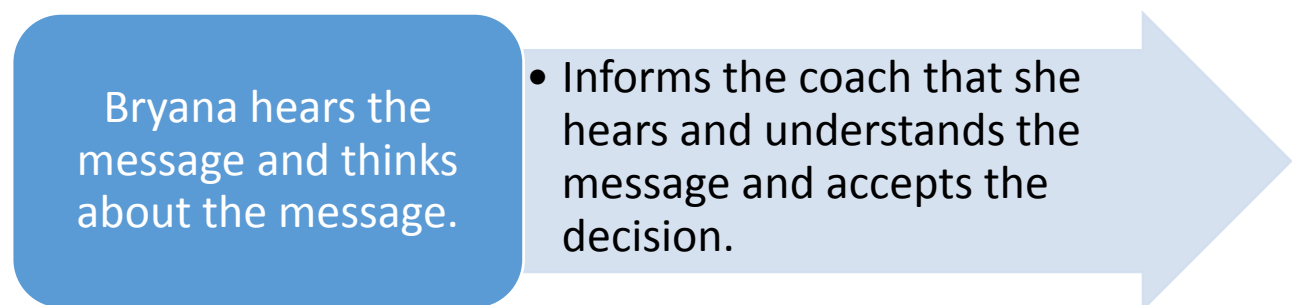 Bryana hears the
message and thinks
about the message.
• Informs the coach that she
hears and understands the
message and accepts the
decision.